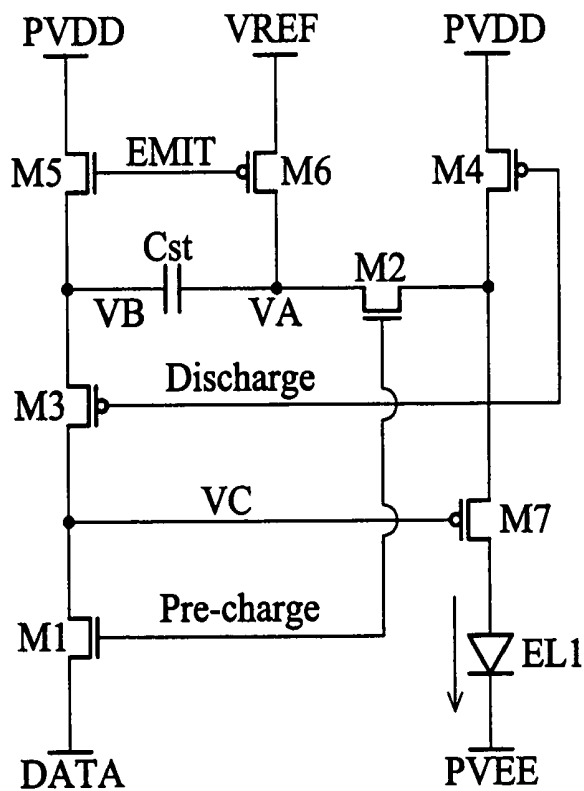 PVDD VREF PVDD
M5 EMIT M6 M4
Cst M2
VB VA
M3 Discharge
VC M7
M1 Pre-charge EL1
DATA PVEE